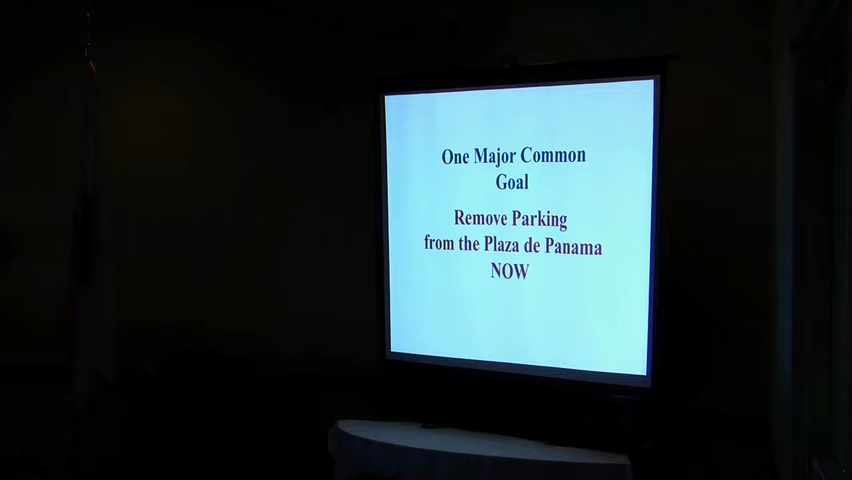 One Major Common
Goal
Remove Parking
from the Plaza de Panama
NOW